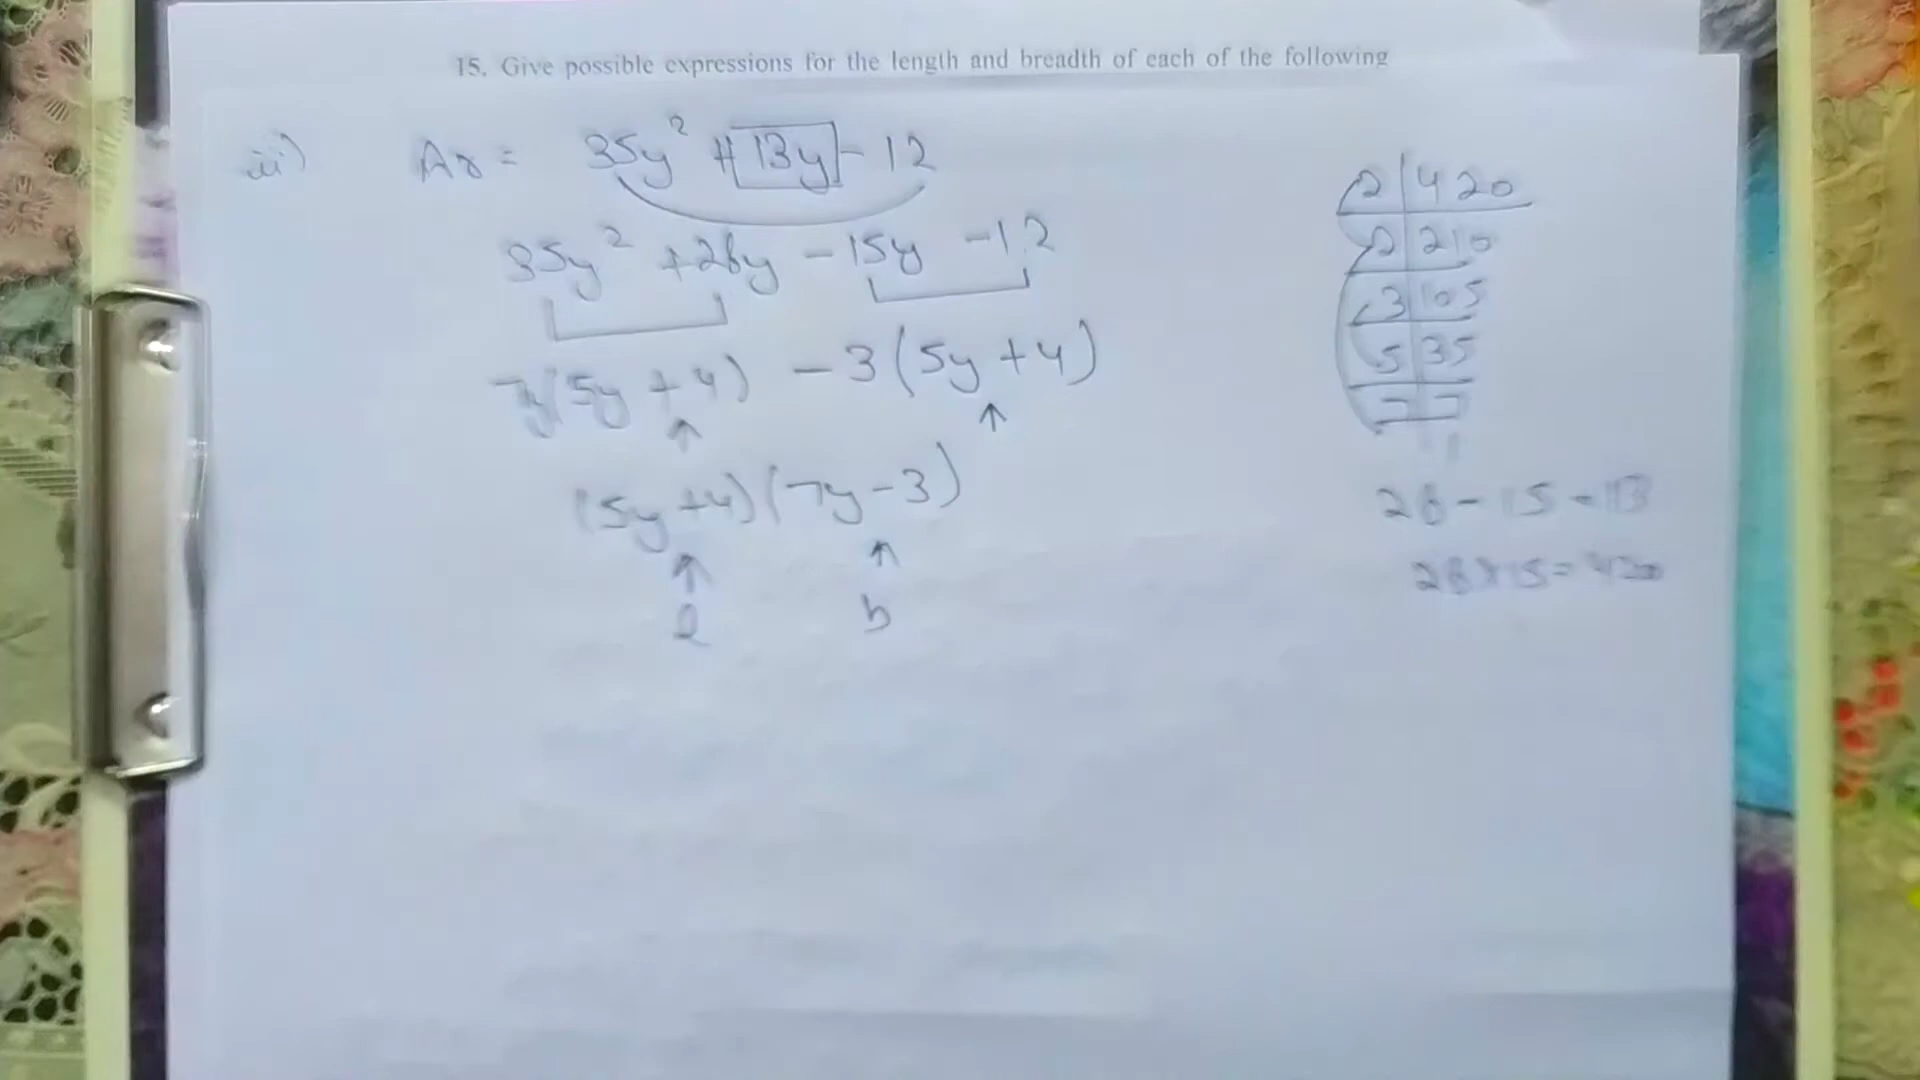 15. Give possible expressions for the length and breadth of each of the following
iii) Ar = 35y² + 13y - 12
35y² + 28y - 15y - 12
7y(5y + 4) - 3(5y + 4)
(5y + 4)(7y - 3)
l b
2 | 420
2 | 210
3 | 105
5 | 35
7 | 7
1
28 - 15 = 13
28 × 15 = 420